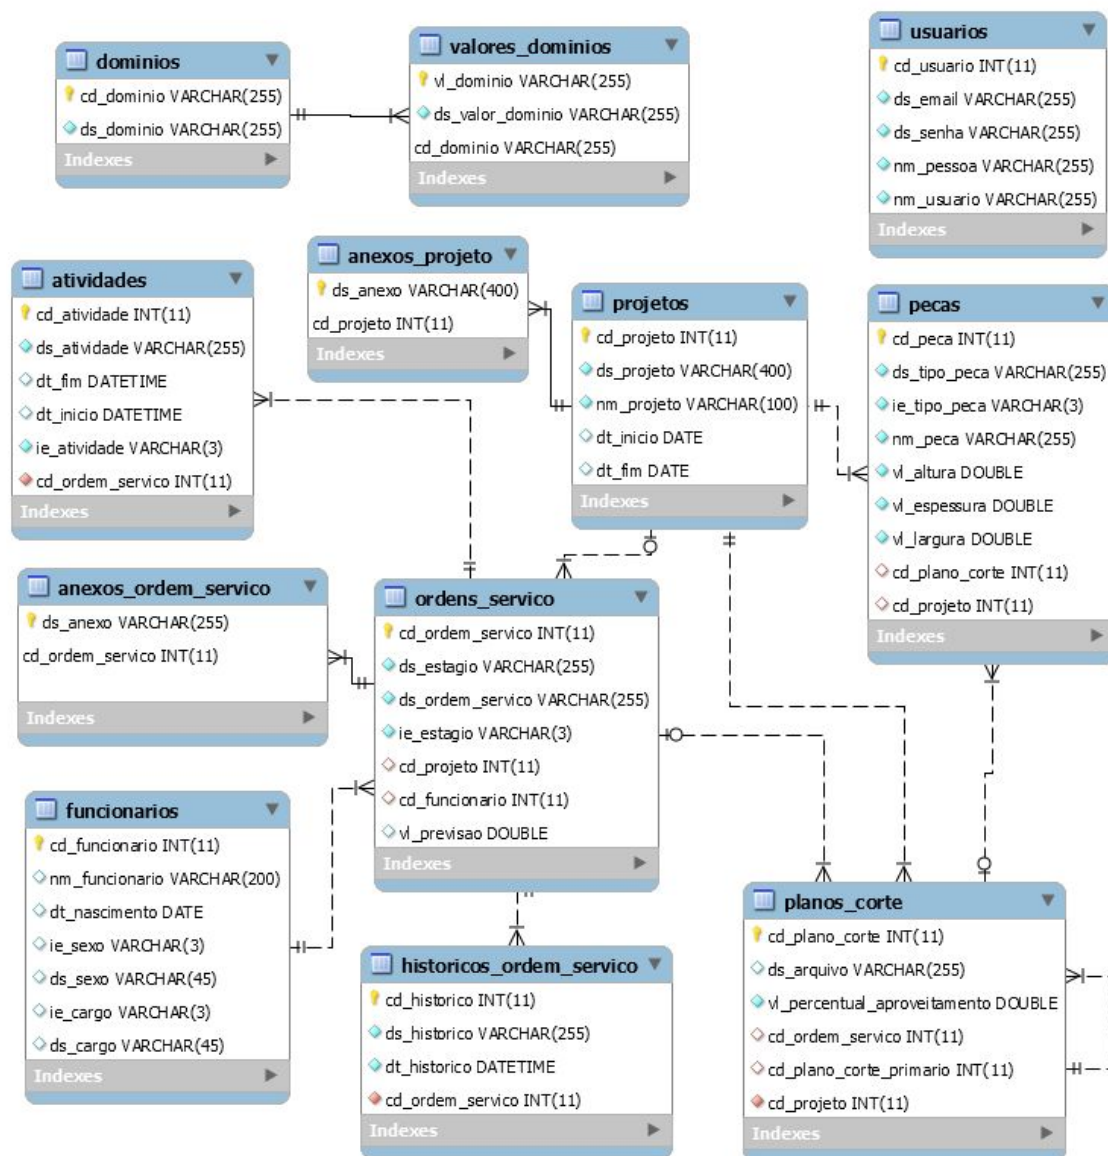 dominios
cd_dominio VARCHAR(255)
ds_dominio VARCHAR(255)
Indexes
valores_dominios
vl_dominio VARCHAR(255)
ds_valor_dominio VARCHAR(255)
cd_dominio VARCHAR(255)
Indexes
usuarios
cd_usuario INT(11)
ds_email VARCHAR(255)
ds_senha VARCHAR(255)
nm_pessoa VARCHAR(255)
nm_usuario VARCHAR(255)
Indexes
atividades
cd_atividade INT(11)
ds_atividade VARCHAR(255)
dt_fim DATETIME
dt_inicio DATETIME
ie_atividade VARCHAR(3)
cd_ordem_servico INT(11)
Indexes
anexos_projeto
ds_anexo VARCHAR(400)
cd_projeto INT(11)
Indexes
projetos
cd_projeto INT(11)
ds_projeto VARCHAR(400)
nm_projeto VARCHAR(100)
dt_inicio DATE
dt_fim DATE
Indexes
pecas
cd_peca INT(11)
ds_tipo_peca VARCHAR(255)
ie_tipo_peca VARCHAR(3)
nm_peca VARCHAR(255)
vl_altura DOUBLE
vl_espessura DOUBLE
vl_largura DOUBLE
cd_plano_corte INT(11)
cd_projeto INT(11)
Indexes
anexos_ordem_servico
ds_anexo VARCHAR(255)
cd_ordem_servico INT(11)
Indexes
ordens_servico
cd_ordem_servico INT(11)
ds_estagio VARCHAR(255)
ds_ordem_servico VARCHAR(255)
ie_estagio VARCHAR(3)
cd_projeto INT(11)
cd_funcionario INT(11)
vl_previsao DOUBLE
Indexes
funcionarios
cd_funcionario INT(11)
nm_funcionario VARCHAR(200)
dt_nascimento DATE
ie_sexo VARCHAR(3)
ds_sexo VARCHAR(45)
ie_cargo VARCHAR(3)
ds_cargo VARCHAR(45)
Indexes
historicos_ordem_servico
cd_historico INT(11)
ds_historico VARCHAR(255)
dt_historico DATETIME
cd_ordem_servico INT(11)
Indexes
planos_corte
cd_plano_corte INT(11)
ds_arquivo VARCHAR(255)
vl_percentual_aproveitamento DOUBLE
cd_ordem_servico INT(11)
cd_plano_corte_primario INT(11)
cd_projeto INT(11)
Indexes